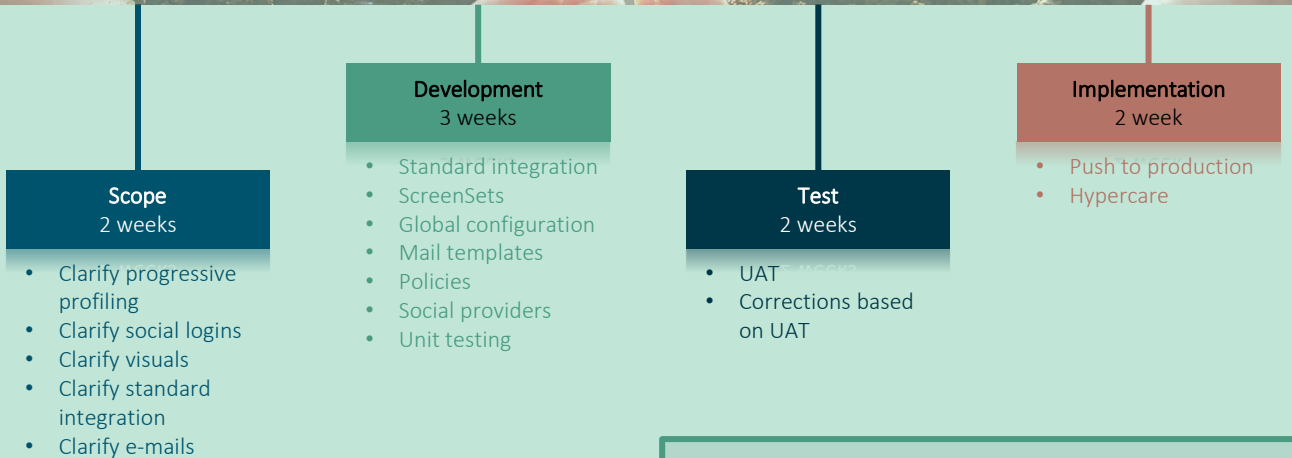 Scope
2 weeks
• Clarify progressive
profiling
• Clarify social logins
• Clarify visuals
• Clarify standard
integration
• Clarify e-mails
Development
3 weeks
• Standard integration
• ScreenSets
• Global configuration
• Mail templates
• Policies
• Social providers
• Unit testing
Test
2 weeks
• UAT
• Corrections based
on UAT
Implementation
2 week
• Push to production
• Hypercare